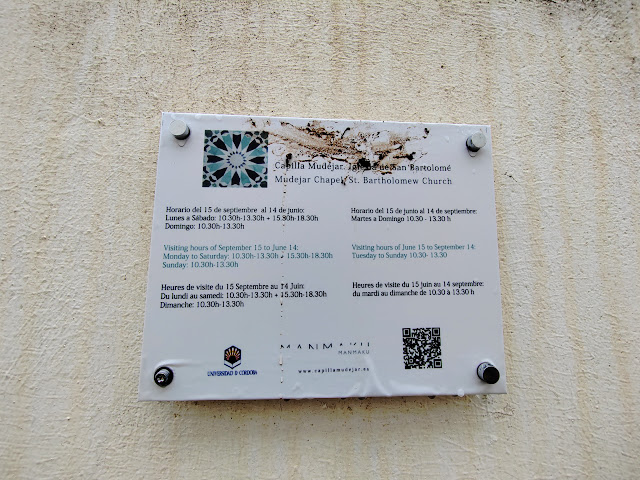 Capilla Mudéjar. Iglesia de San Bartolomé
Mudejar Chapel. St. Bartholomew Church
Horario del 15 de septiembre al 14 de junio:
Lunes a Sábado: 10.30h-13.30h + 15.30h-18.30h
Domingo: 10.30h-13.30h
Visiting hours of September 15 to June 14:
Monday to Saturday: 10.30h-13.30h + 15.30h-18.30h
Sunday: 10.30h-13.30h
Heures de visite du 15 Septembre au 14 Juin:
Du lundi au samedi: 10.30h-13.30h + 15.30h-18.30h
Dimanche: 10.30h-13.30h
Horario del 15 de junio al 14 de septiembre:
Martes a Domingo 10.30 - 13.30 h
Visiting hours of June 15 to September 14:
Tuesday to Sunday 10.30- 13.30
Heures de visite du 15 juin au 14 septembre:
du mardi au dimanche de 10.30 à 13.30 h
UNIVERSIDAD D CORDOBA
MANMAKU
MANMAKU
www.capillamudejar.es